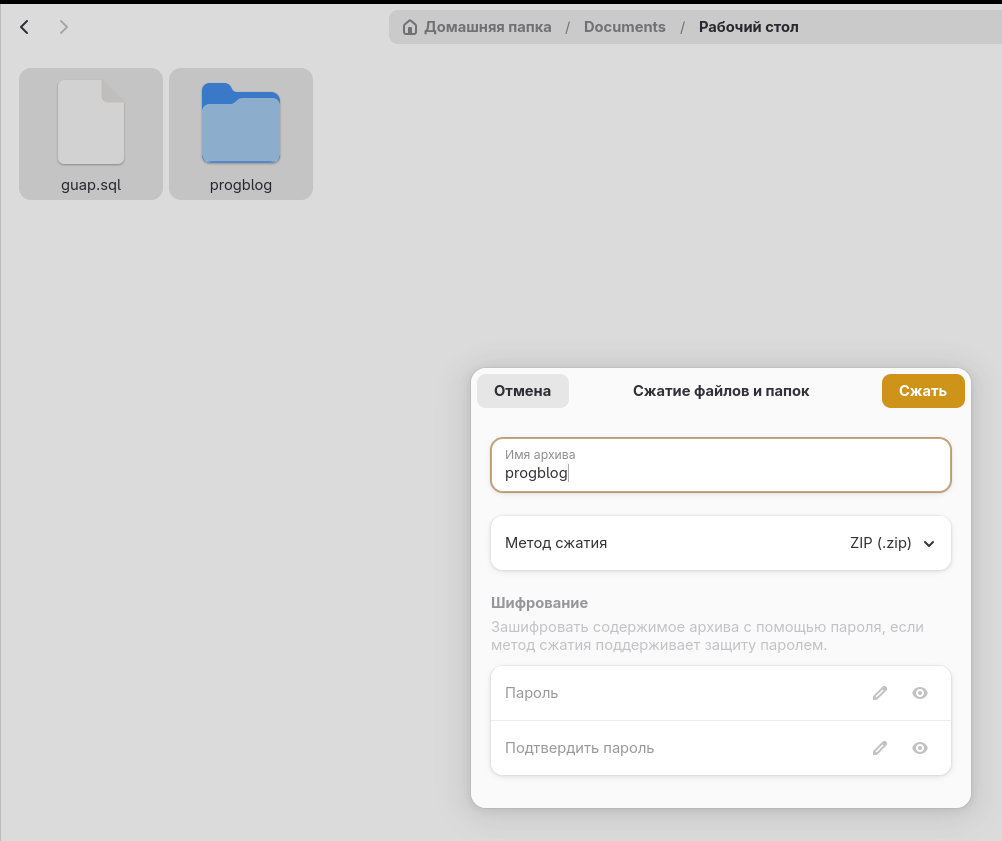 Домашняя папка / Documents / Рабочий стол
guap.sql
progblog
Отмена
Сжатие файлов и папок
Сжать
Имя архива
progblog
Метод сжатия
ZIP (.zip)
Шифрование
Зашифровать содержимое архива с помощью пароля, если
метод сжатия поддерживает защиту паролем.
Пароль
Подтвердить пароль